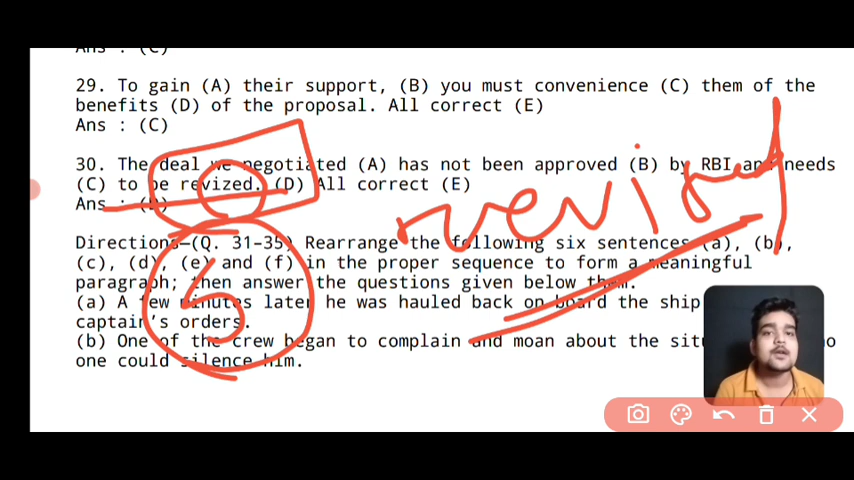 Ans : (C)
29. To gain (A) their support, (B) you must convenience (C) them of the
benefits (D) of the proposal. All correct (E)
Ans : (C)
30. The deal we negotiated (A) has not been approved (B) by RBI and needs
(C) to be revized. (D) All correct (E)
Ans : (D)
revised
Directions–(Q. 31–35) Rearrange the following six sentences (a), (b),
(c), (d), (e) and (f) in the proper sequence to form a meaningful
paragraph; then answer the questions given below them.
(a) A few minutes later he was hauled back on board the ship
captain's orders.
(b) One of the crew began to complain and moan about the
one could silence him.
5